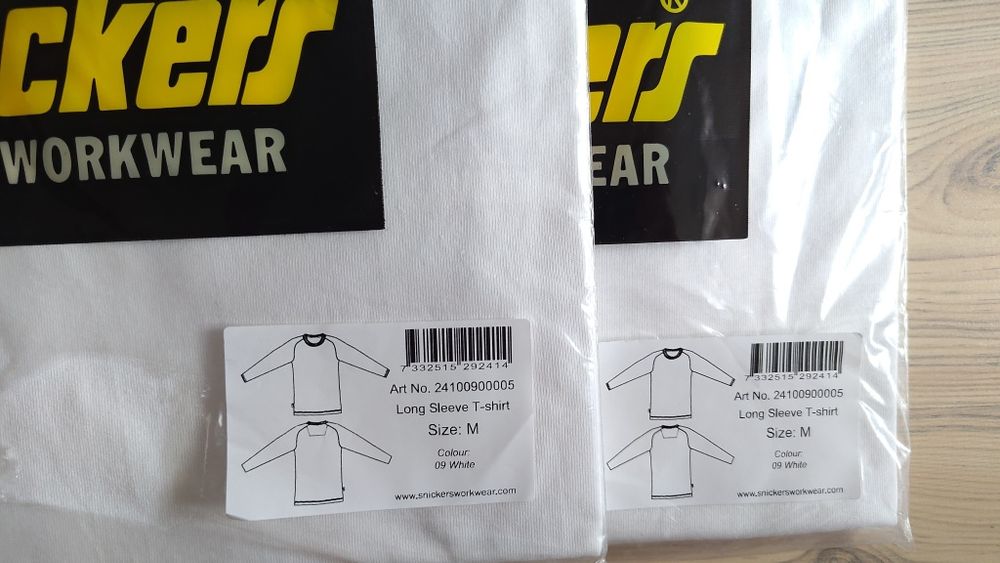 ckers
WORKWEAR
7 332515 292414
Art No. 24100900005
Long Sleeve T-shirt
Size: M
Colour:
09 White
www.snickersworkwear.com
ers
EAR
7 332515 292414
Art No. 24100900005
Long Sleeve T-shirt
Size: M
Colour:
09 White
www.snickersworkwear.com